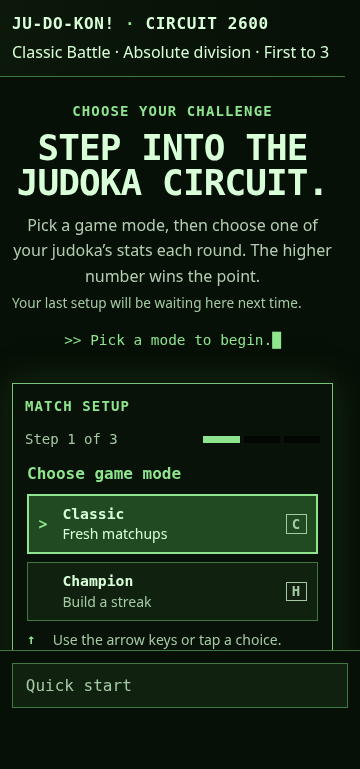 JU-DO-KON! · CIRCUIT 2600
Classic Battle · Absolute division · First to 3
CHOOSE YOUR CHALLENGE
STEP INTO THE
JUDOKA CIRCUIT.
Pick a game mode, then choose one of
your judoka’s stats each round. The higher
number wins the point.
Your last setup will be waiting here next time.
>> Pick a mode to begin.
MATCH SETUP
Step 1 of 3
Choose game mode
> Classic C
Fresh matchups
Champion H
Build a streak
↑ Use the arrow keys or tap a choice.
Quick start